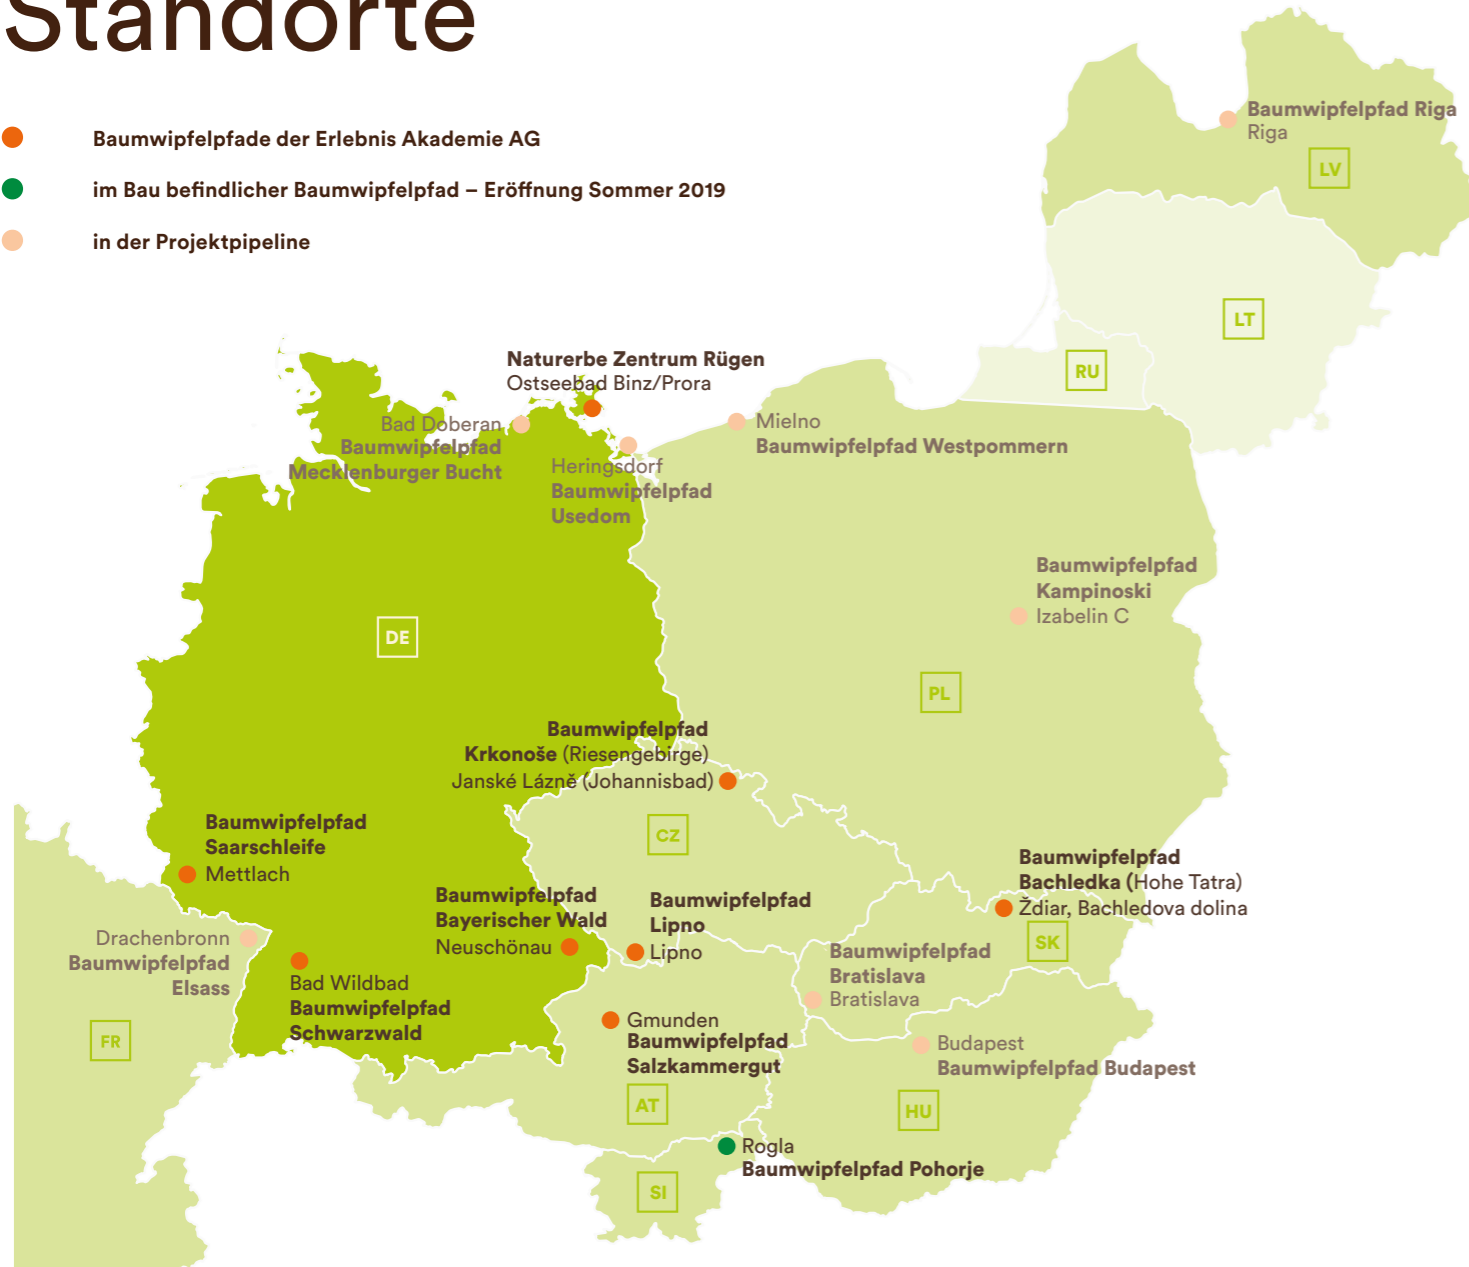 Standorte
Baumwipfelpfade der Erlebnis Akademie AG
im Bau befindlicher Baumwipfelpfad – Eröffnung Sommer 2019
in der Projektpipeline
Baumwipfelpfad Riga
Riga
LV
LT
RU
Naturerbe Zentrum Rügen
Ostseebad Binz/Prora
Bad Doberan
Baumwipfelpfad
Mecklenburger Bucht
Heringsdorf
Baumwipfelpfad
Usedom
Mielno
Baumwipfelpfad Westpommern
Baumwipfelpfad
Kampinoski
Izabelin C
DE
PL
Baumwipfelpfad
Krkonoše (Riesengebirge)
Janské Lázně (Johannisbad)
CZ
Baumwipfelpfad
Saarschleife
Mettlach
Baumwipfelpfad
Bayerischer Wald
Neuschönau
Baumwipfelpfad
Lipno
Lipno
Baumwipfelpfad
Bachledka (Hohe Tatra)
Ždiar, Bachledova dolina
SK
Drachenbronn
Baumwipfelpfad
Elsass
Bad Wildbad
Baumwipfelpfad
Schwarzwald
Baumwipfelpfad
Bratislava
Bratislava
FR
Gmunden
Baumwipfelpfad
Salzkammergut
Budapest
Baumwipfelpfad Budapest
AT
HU
Rogla
Baumwipfelpfad Pohorje
SI